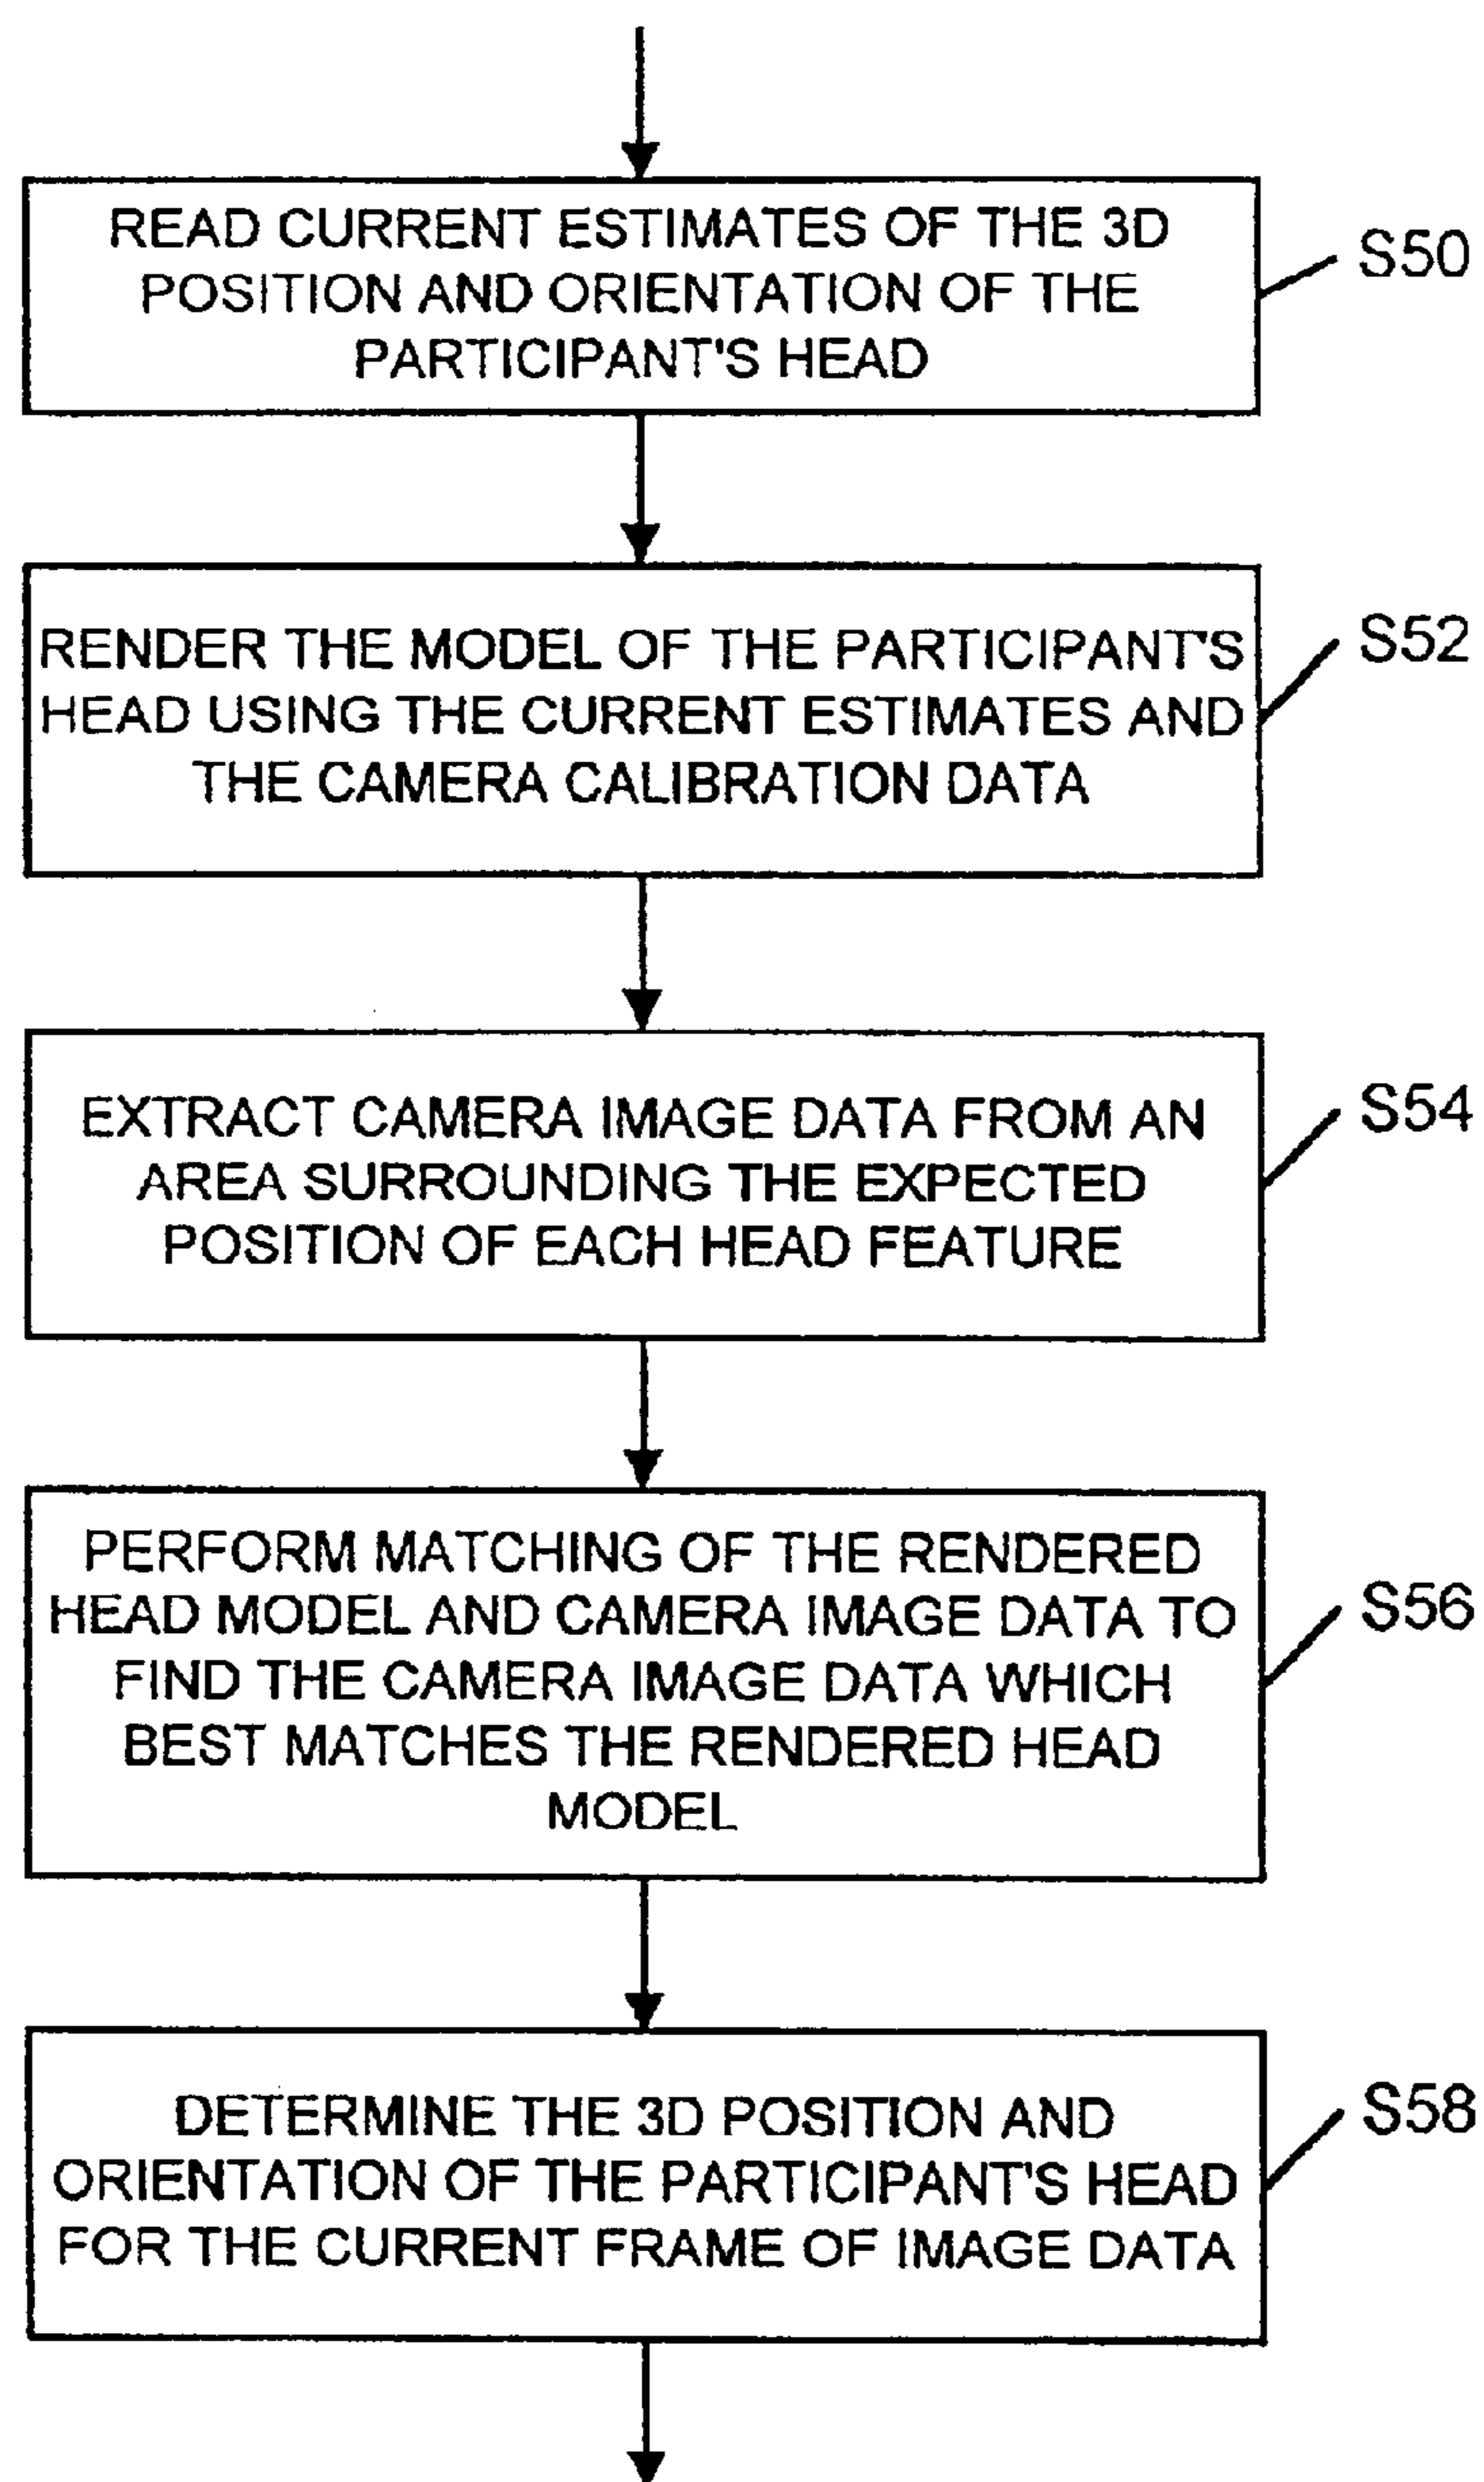 READ CURRENT ESTIMATES OF THE 3D
POSITION AND ORIENTATION OF THE
PARTICIPANT'S HEAD
S50
RENDER THE MODEL OF THE PARTICIPANT'S
HEAD USING THE CURRENT ESTIMATES AND
THE CAMERA CALIBRATION DATA
S52
EXTRACT CAMERA IMAGE DATA FROM AN
AREA SURROUNDING THE EXPECTED
POSITION OF EACH HEAD FEATURE
S54
PERFORM MATCHING OF THE RENDERED
HEAD MODEL AND CAMERA IMAGE DATA TO
FIND THE CAMERA IMAGE DATA WHICH
BEST MATCHES THE RENDERED HEAD
MODEL
S56
DETERMINE THE 3D POSITION AND
ORIENTATION OF THE PARTICIPANT'S HEAD
FOR THE CURRENT FRAME OF IMAGE DATA
S58